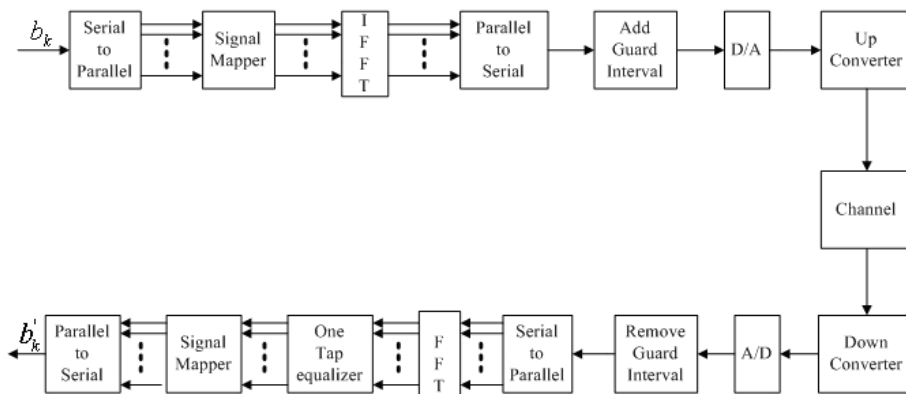 b_k
Serial
to
Parallel
Signal
Mapper
I
F
F
T
Parallel
to
Serial
Add
Guard
Interval
D/A
Up
Converter
Channel
b'_k
Parallel
to
Serial
Signal
Mapper
One
Tap
equalizer
F
F
T
Serial
to
Parallel
Remove
Guard
Interval
A/D
Down
Converter